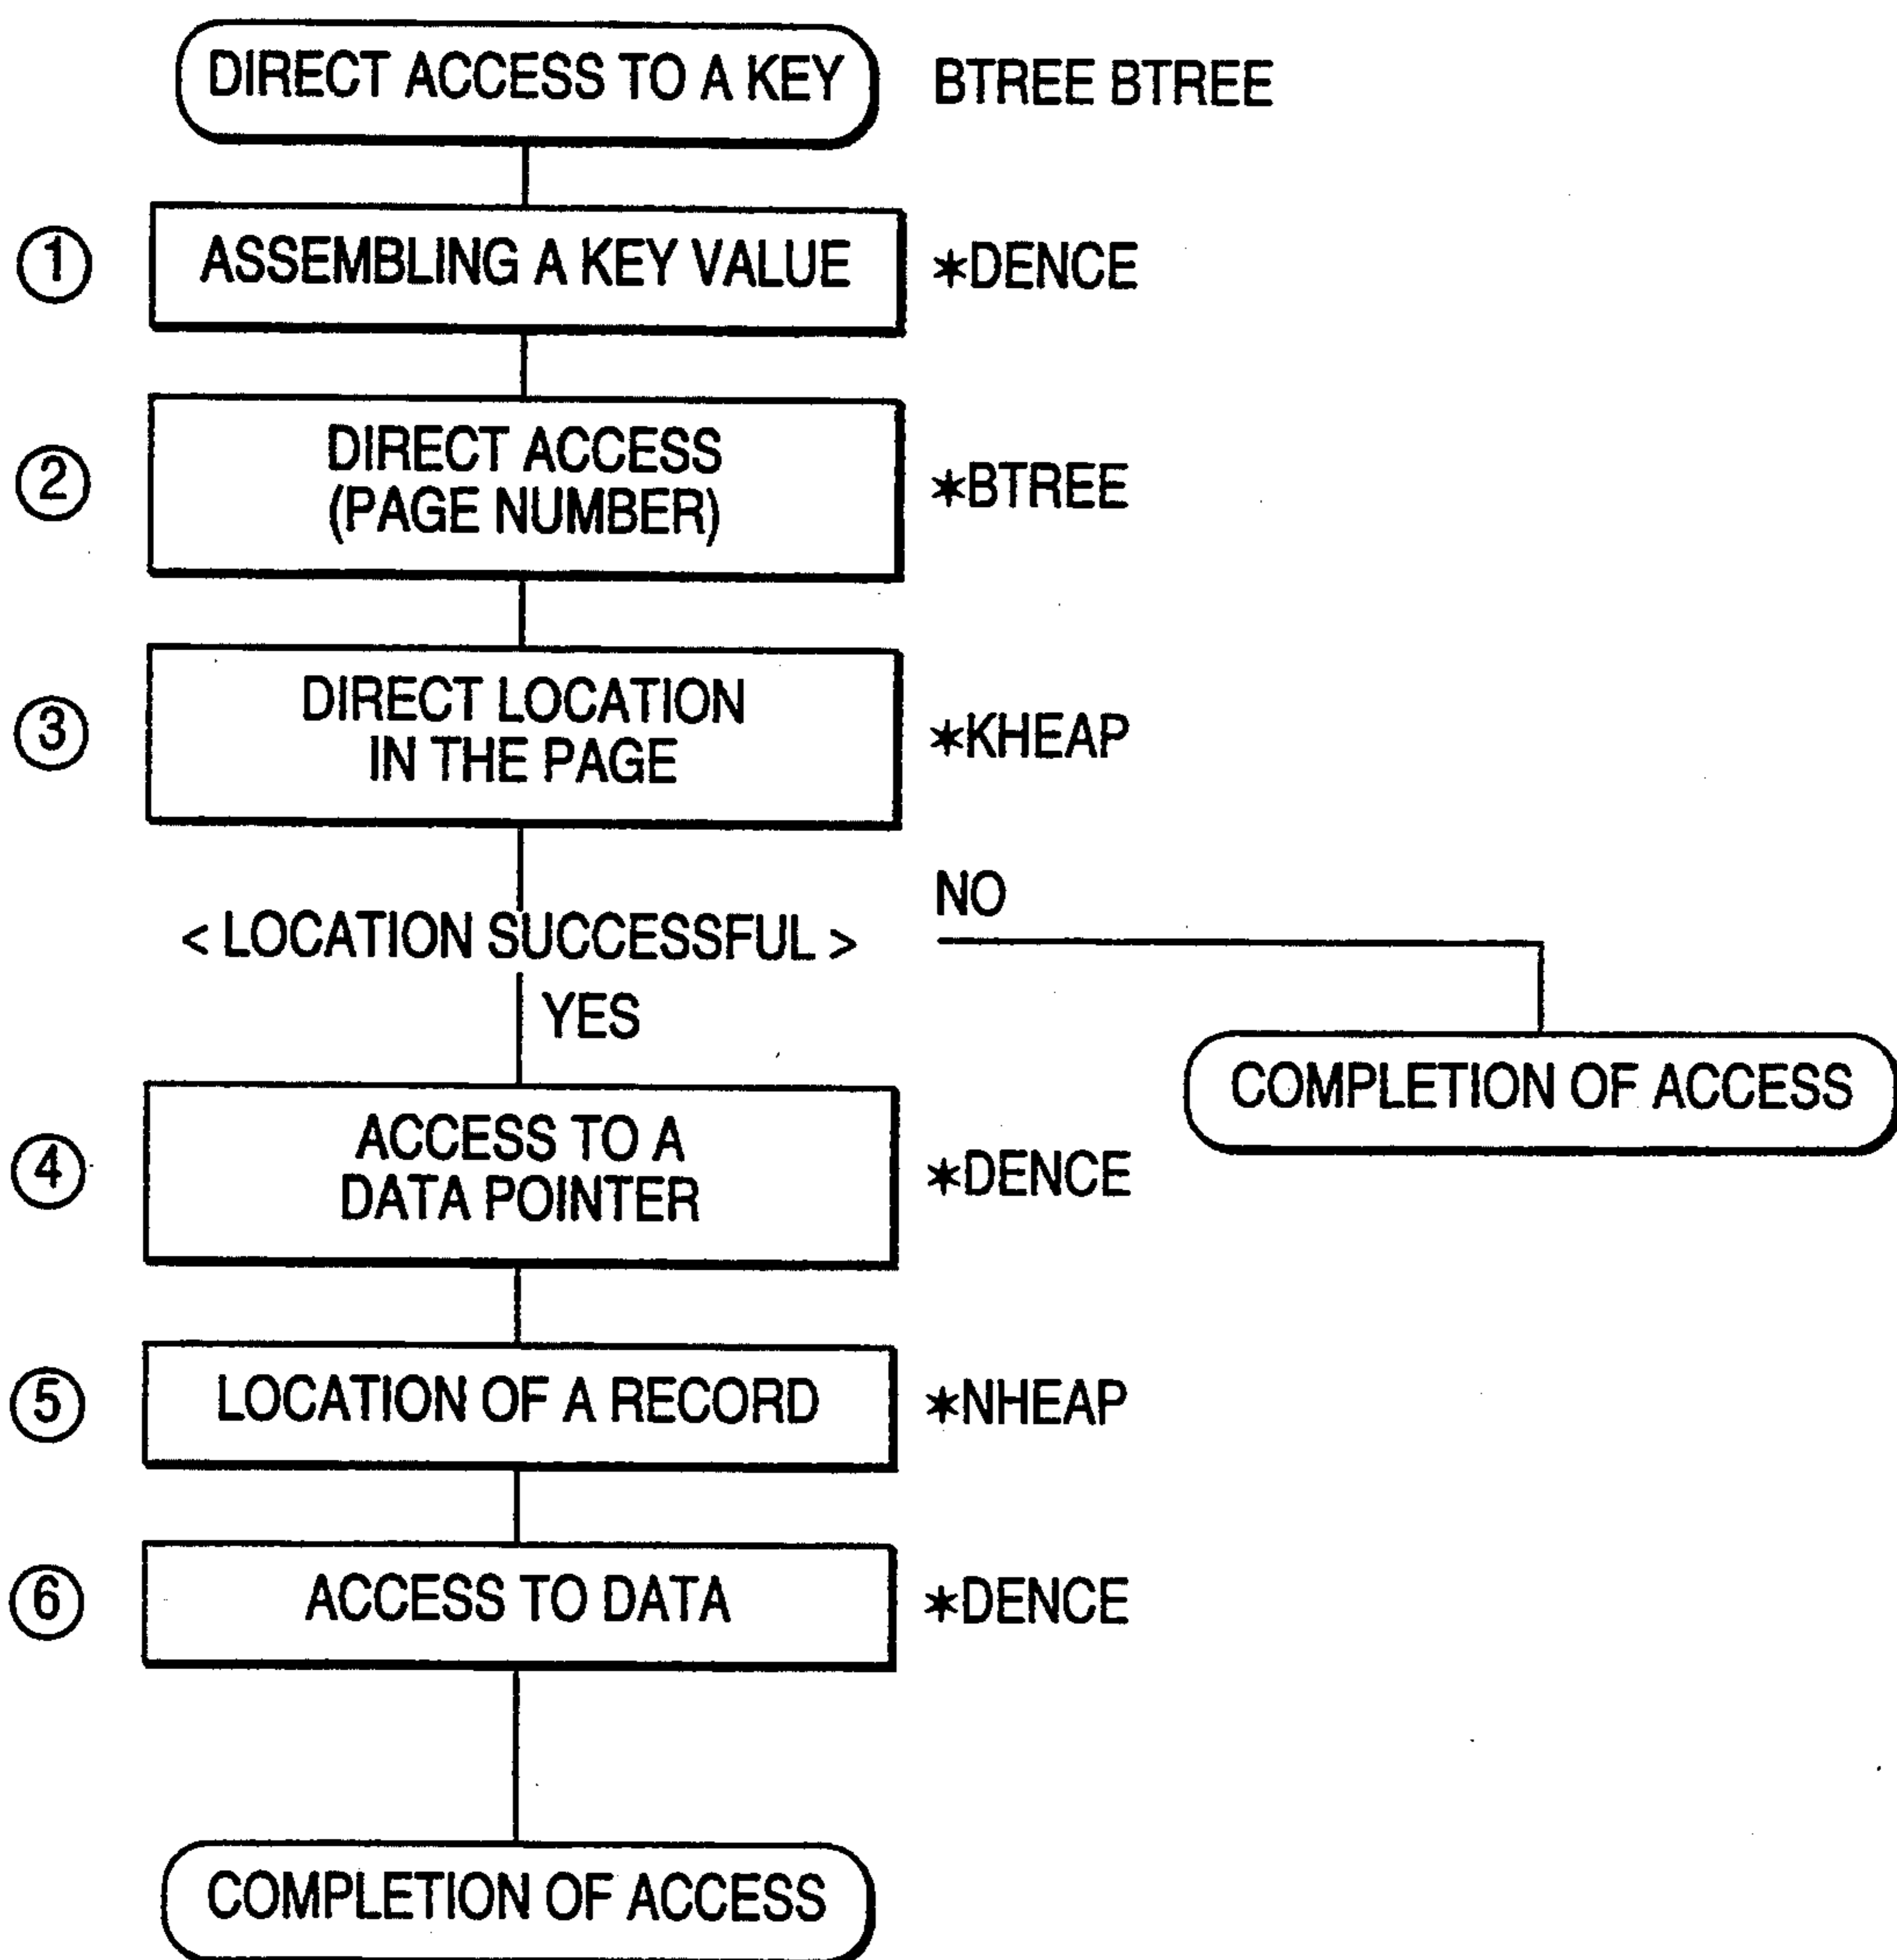 DIRECT ACCESS TO A KEY BTREE BTREE
① ASSEMBLING A KEY VALUE *DENCE
② DIRECT ACCESS
(PAGE NUMBER) *BTREE
③ DIRECT LOCATION
IN THE PAGE *KHEAP
< LOCATION SUCCESSFUL > NO
YES
COMPLETION OF ACCESS
④ ACCESS TO A
DATA POINTER *DENCE
⑤ LOCATION OF A RECORD *NHEAP
⑥ ACCESS TO DATA *DENCE
COMPLETION OF ACCESS